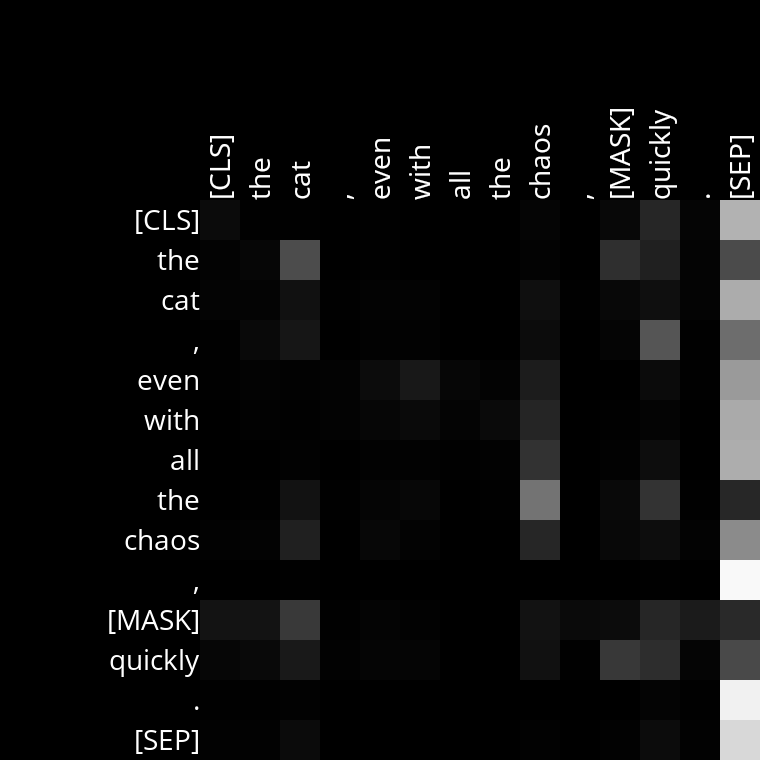 [CLS] the cat , even with all the chaos , [MASK] quickly . [SEP]
[CLS]
the
cat
,
even
with
all
the
chaos
,
[MASK]
quickly
.
[SEP]